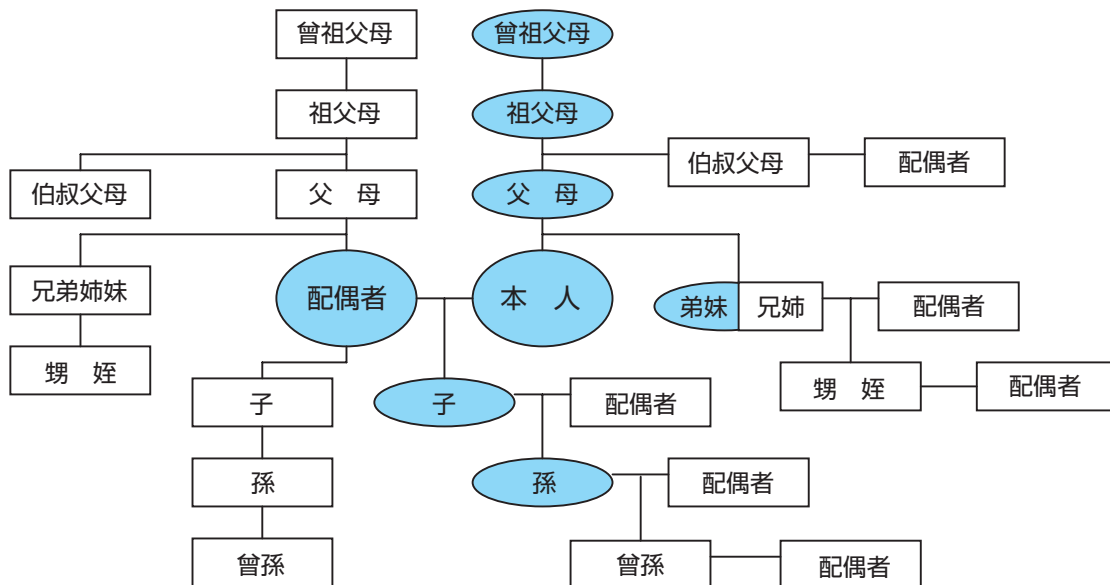 曾祖父母
曾祖父母
祖父母
祖父母
伯叔父母
配偶者
伯叔父母
父　母
父　母
兄弟姉妹
配偶者
本　人
弟妹
兄姉
配偶者
甥　姪
甥　姪
配偶者
子
子
配偶者
孫
孫
配偶者
曾孫
曾孫
配偶者